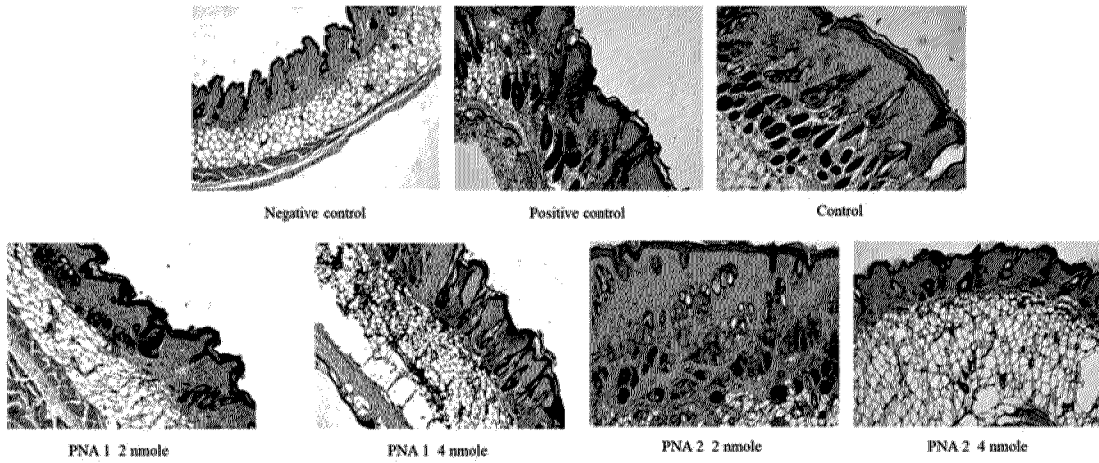 Negative control
Positive control
Control
PNA 1 2 nmole
PNA 1 4 nmole
PNA 2 2 nmole
PNA 2 4 nmole